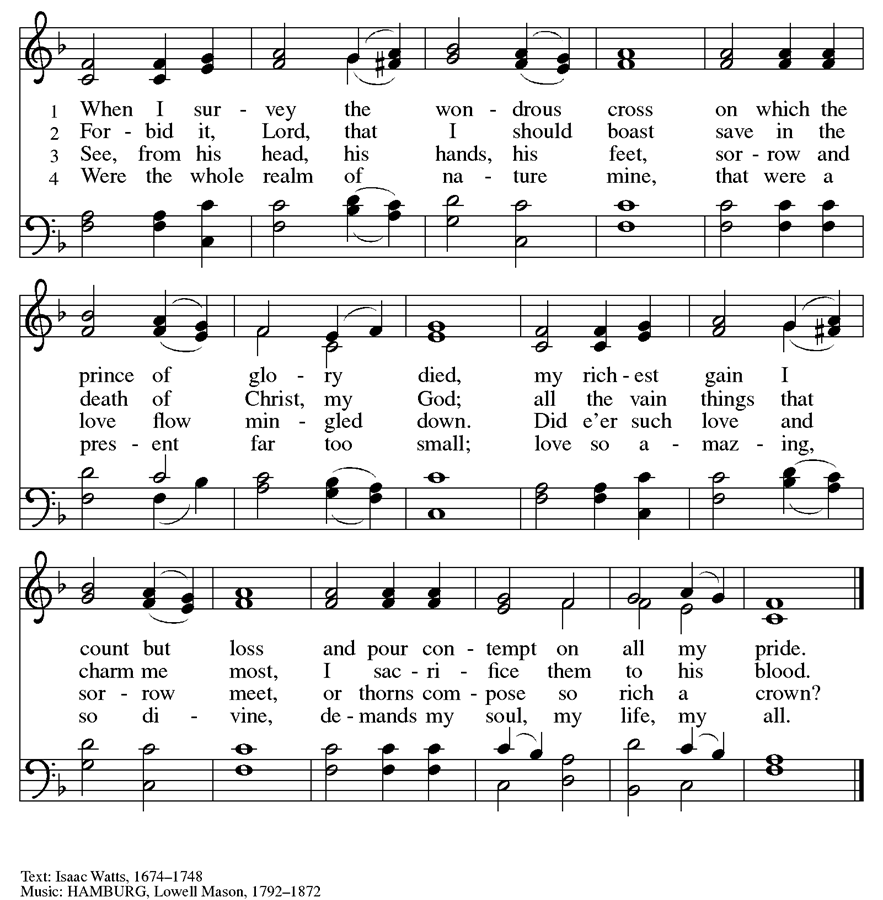 1 When I sur - vey the won - drous cross on which the
2 For - bid it, Lord, that I should boast save in the
3 See, from his head, his hands, his feet, sor - row and
4 Were the whole realm of na - ture mine, that were a
prince of glo - ry died, my rich - est gain I
death of Christ, my God; all the vain things that
love flow min - gled down. Did e'er such love and
pres - ent far too small; love so a - maz - ing,
count but loss and pour con - tempt on all my pride.
charm me most, I sac - ri - fice them to his blood.
sor - row meet, or thorns com - pose so rich a crown?
so di - vine, de - mands my soul, my life, my all.
Text: Isaac Watts, 1674–1748
Music: HAMBURG, Lowell Mason, 1792–1872